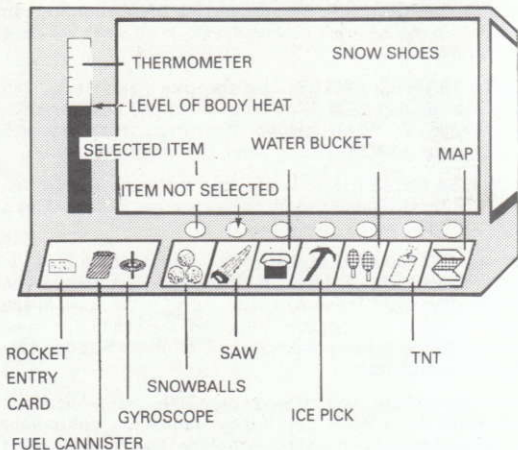 THERMOMETER
SNOW SHOES
LEVEL OF BODY HEAT
SELECTED ITEM
WATER BUCKET
MAP
ITEM NOT SELECTED
ROCKET
ENTRY
CARD
SAW
TNT
SNOWBALLS
GYROSCOPE
ICE PICK
FUEL CANNISTER